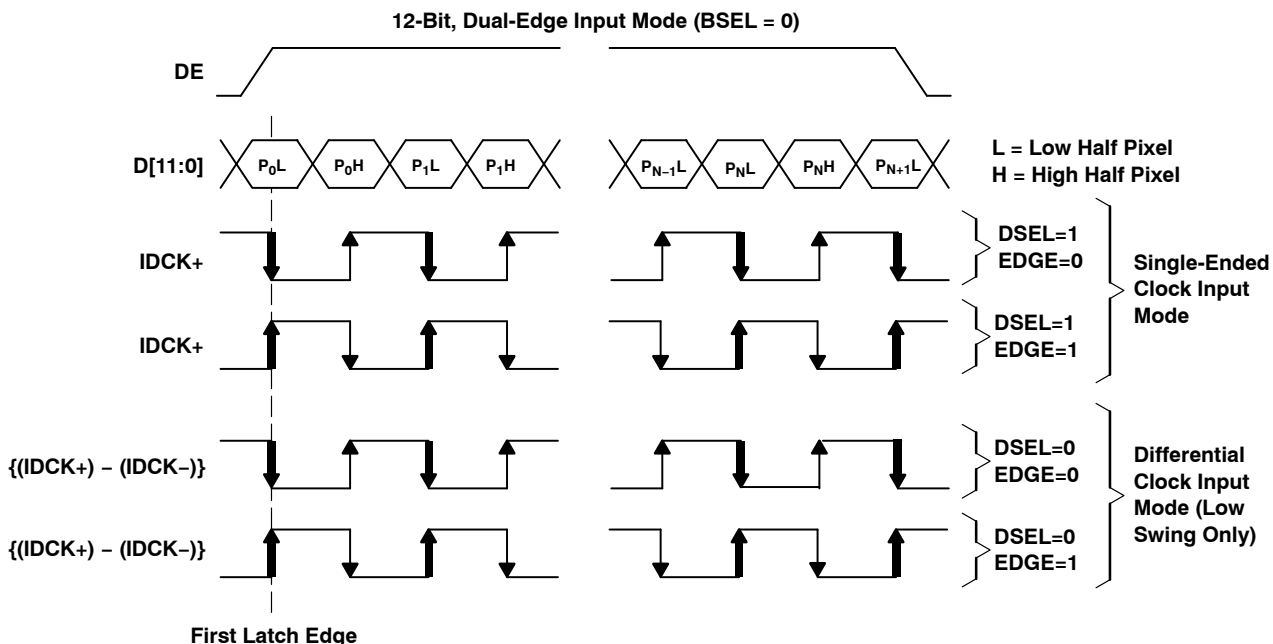 12-Bit, Dual-Edge Input Mode (BSEL = 0)
DE
D[11:0]
P0L
P0H
P1L
P1H
PN−1L
PNL
PNH
PN+1L
L = Low Half Pixel
H = High Half Pixel
IDCK+
DSEL=1
EDGE=0
IDCK+
DSEL=1
EDGE=1
Single-Ended
Clock Input
Mode
{(IDCK+) − (IDCK−)}
DSEL=0
EDGE=0
{(IDCK+) − (IDCK−)}
DSEL=0
EDGE=1
Differential
Clock Input
Mode (Low
Swing Only)
First Latch Edge